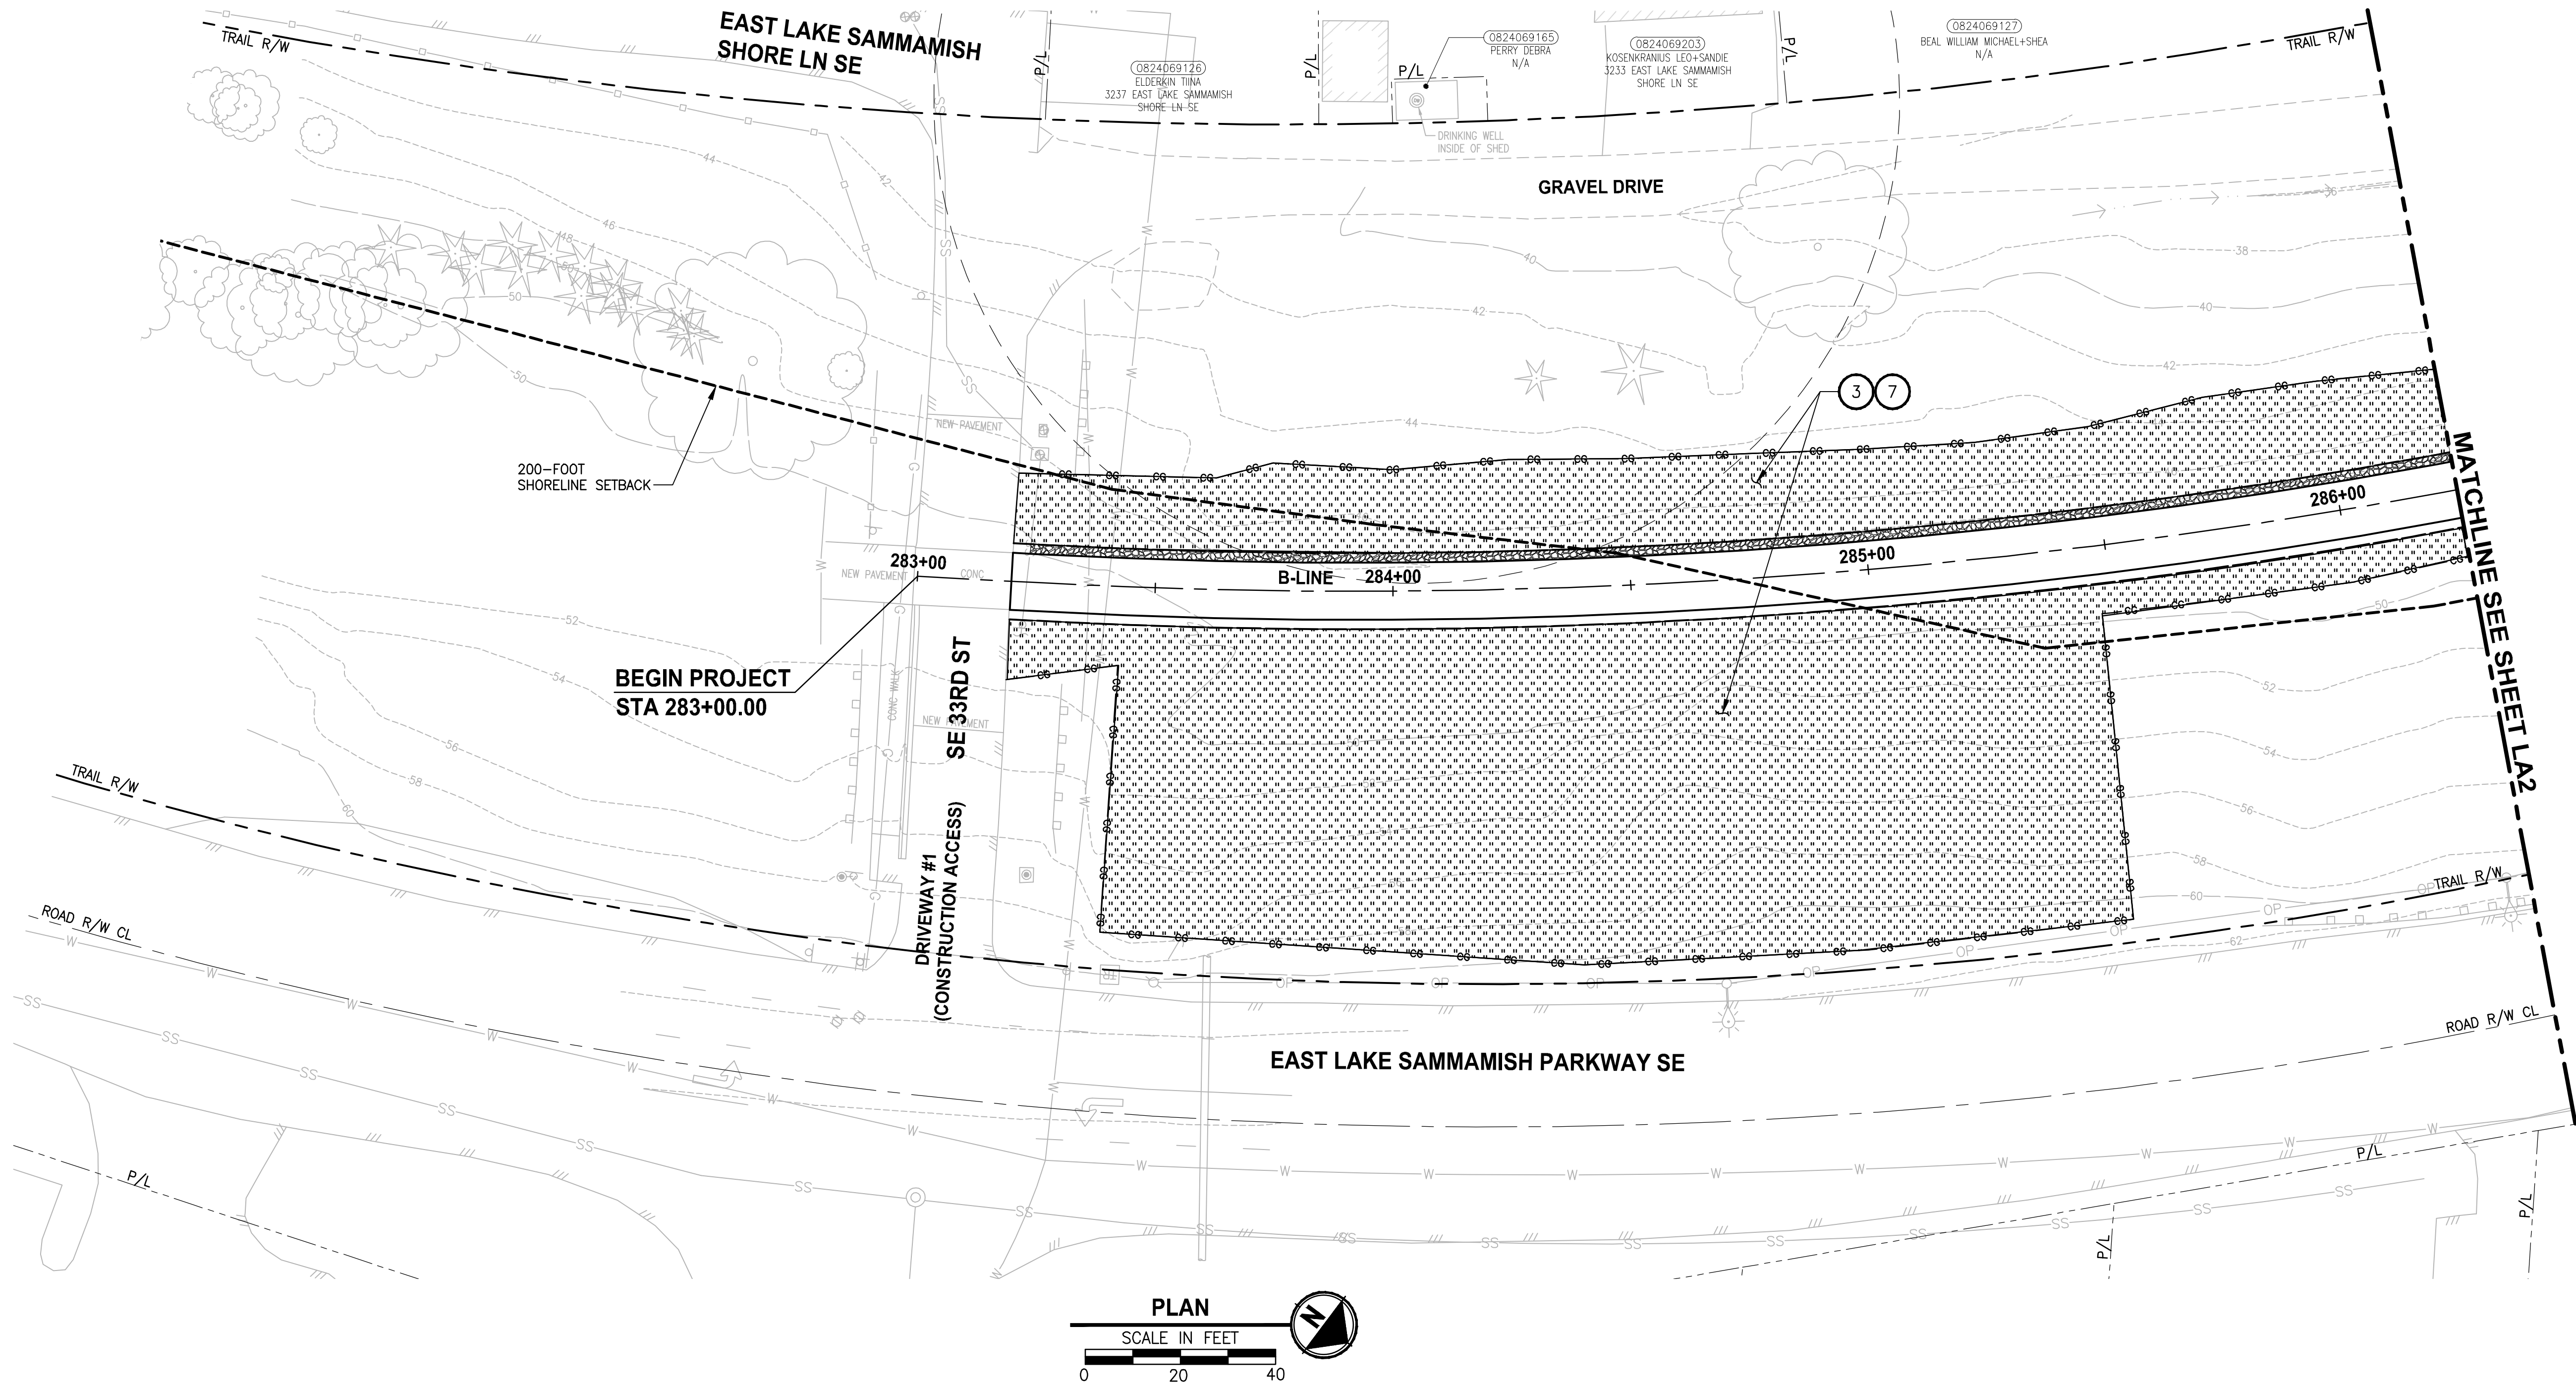 EAST LAKE SAMMAMISH
SHORE LN SE
TRAIL R/W
P/L
0824069126
ELDERKIN TIINA
3237 EAST LAKE SAMMAMISH
SHORE LN SE
P/L
P/L
0824069165
PERRY DEBRA
N/A
0824069203
KOSENKRANIUS LEO+SANDIE
3233 EAST LAKE SAMMAMISH
SHORE LN SE
P/L
0824069127
BEAL WILLIAM MICHAEL+SHEA
N/A
TRAIL R/W
DRINKING WELL
INSIDE OF SHED
GRAVEL DRIVE
44
42
46
48
50
50
50
40
42
44
36
38
40
42
3
7
200-FOOT
SHORELINE SETBACK
NEW PAVEMENT
283+00
NEW PAVEMENT
CONC
B-LINE
284+00
285+00
286+00
MATCHLINE SEE SHEET LA2
BEGIN PROJECT
STA 283+00.00
SE 33RD ST
CONC WALK
NEW PAVEMENT
DRIVEWAY #1
(CONSTRUCTION ACCESS)
52
54
56
58
60
50
52
54
56
58
60
62
TRAIL R/W
TRAIL R/W
ROAD R/W CL
ROAD R/W CL
EAST LAKE SAMMAMISH PARKWAY SE
P/L
P/L
P/L
P/L
PLAN
SCALE IN FEET
0
20
40
N